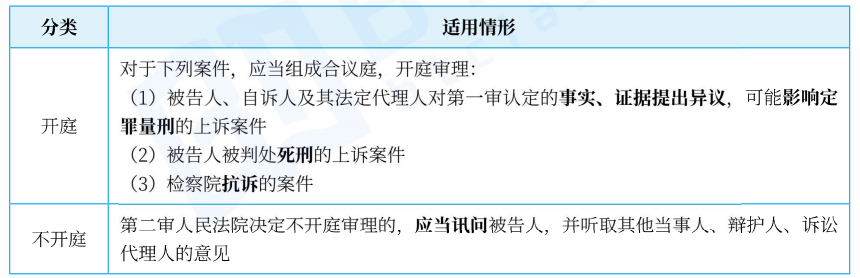 分类
适用情形
开庭
对于下列案件，应当组成合议庭，开庭审理：
（1）被告人、自诉人及其法定代理人对第一审认定的事实、证据提出异议，可能影响定
罪量刑的上诉案件
（2）被告人被判处死刑的上诉案件
（3）检察院抗诉的案件
不开庭
第二审人民法院决定不开庭审理的，应当讯问被告人，并听取其他当事人、辩护人、诉讼
代理人的意见